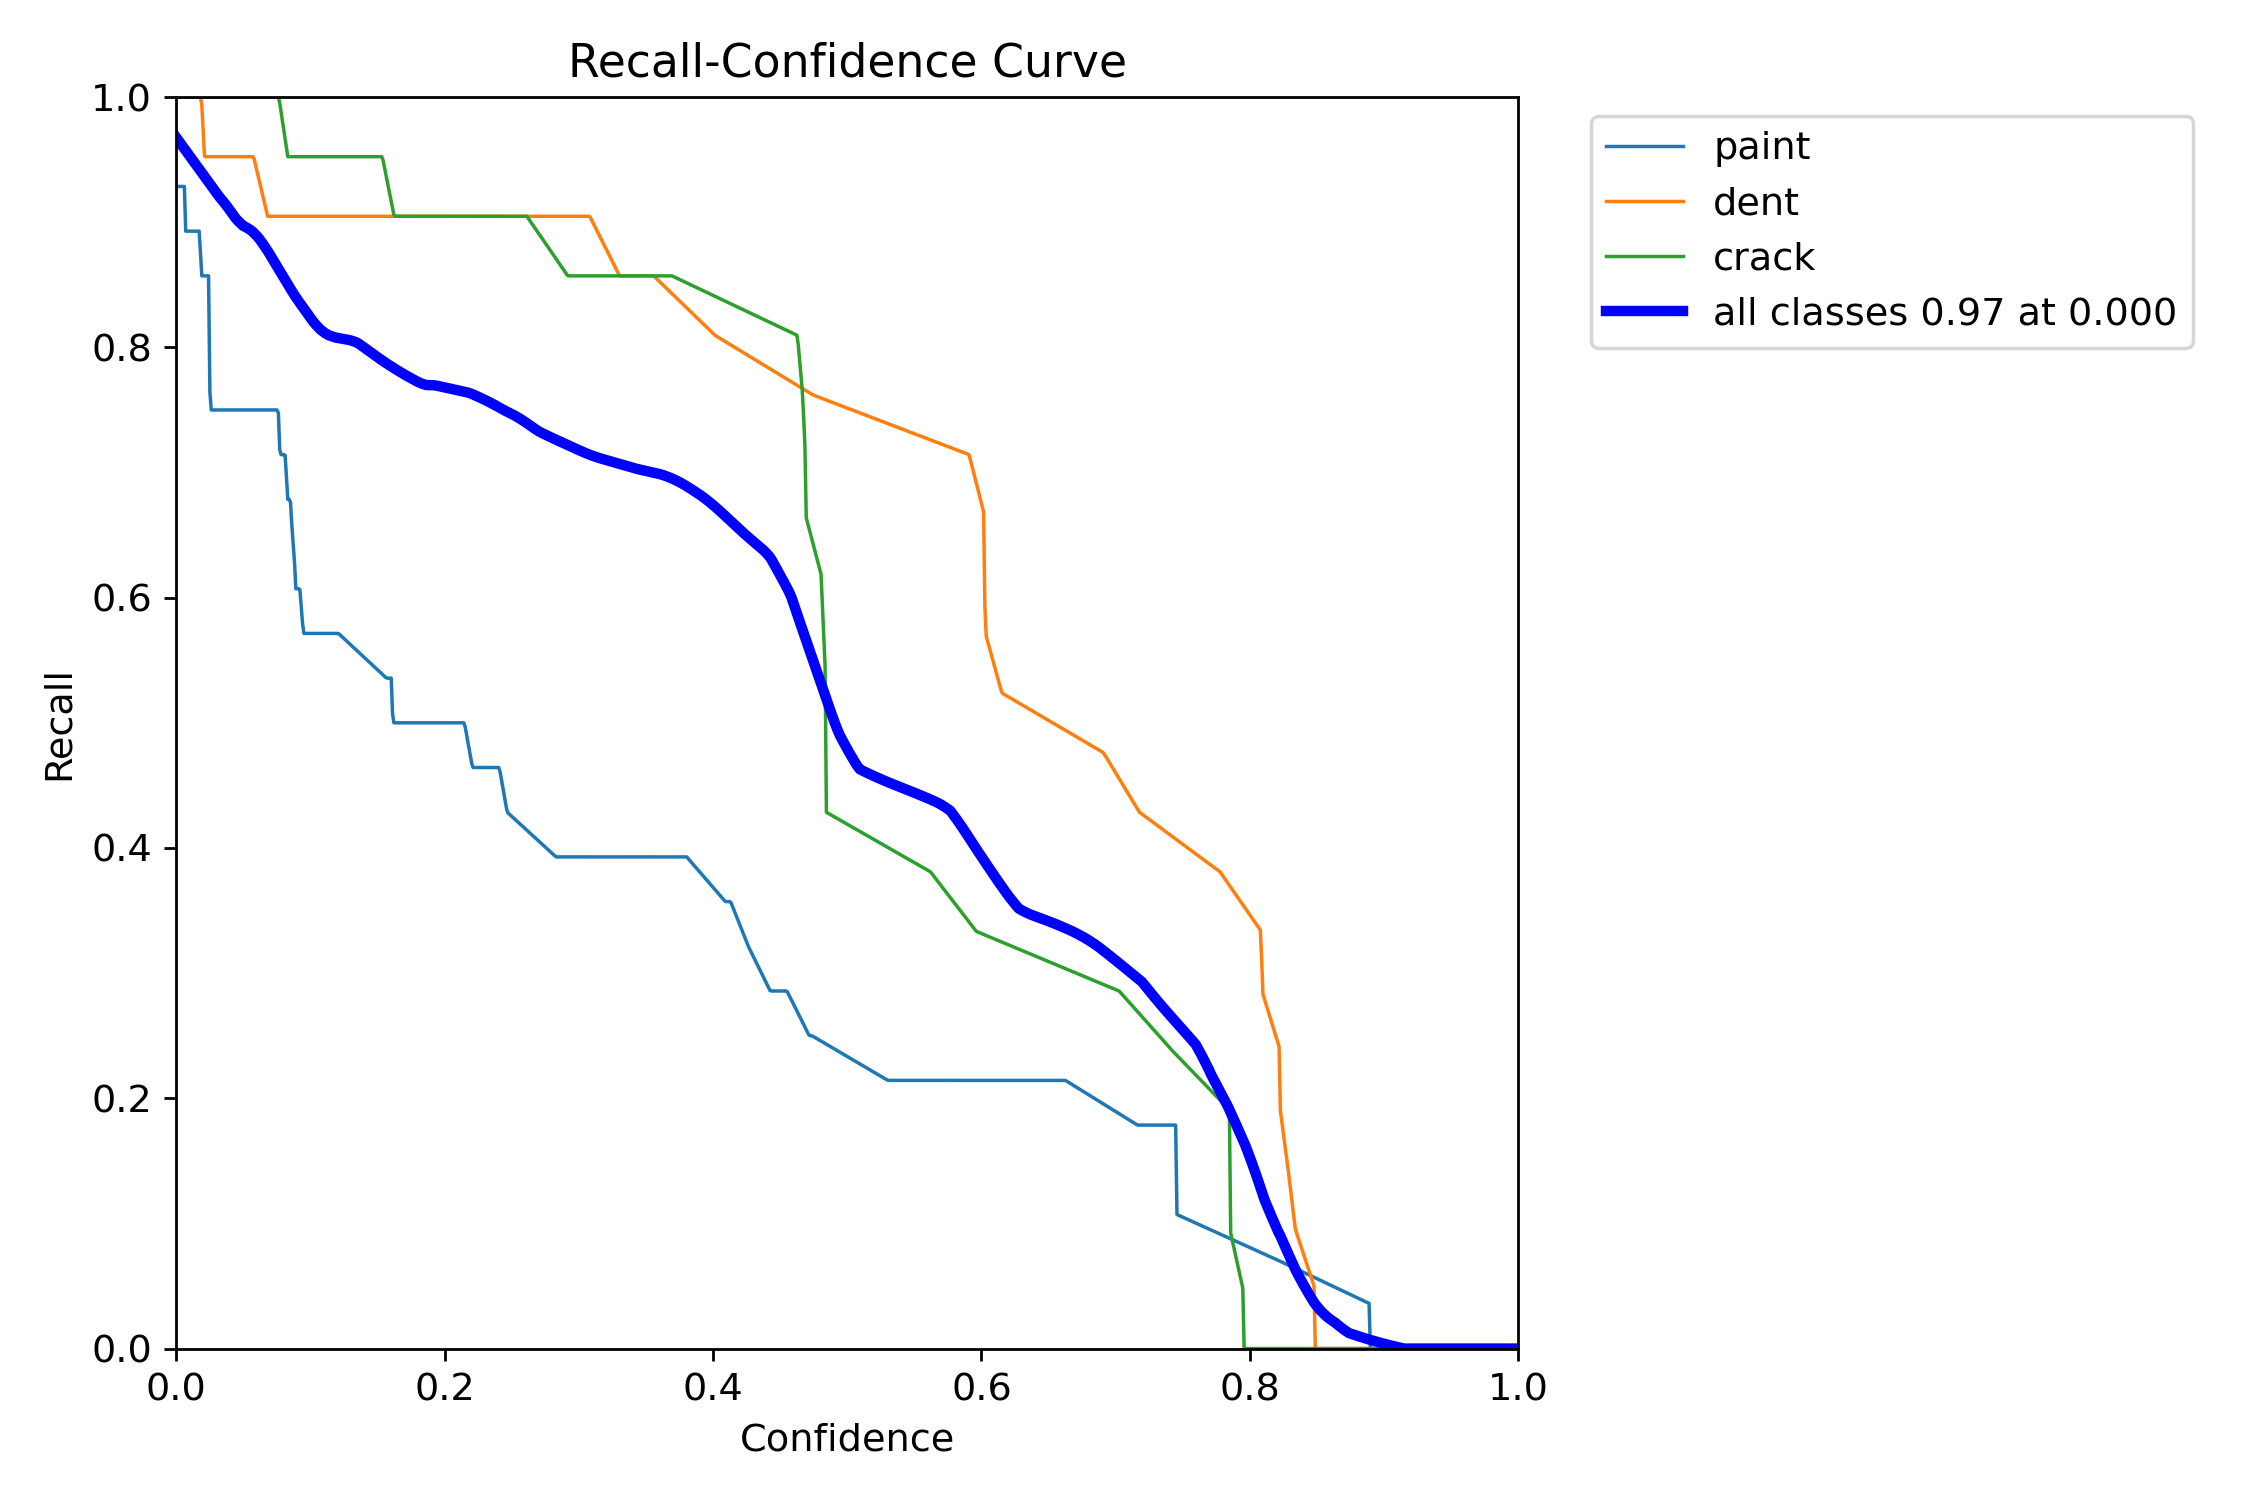 Recall-Confidence Curve
1.0
0.8
0.6
0.4
0.2
0.0
Recall
0.0 0.2 0.4 0.6 0.8 1.0
Confidence
paint
dent
crack
all classes 0.97 at 0.000